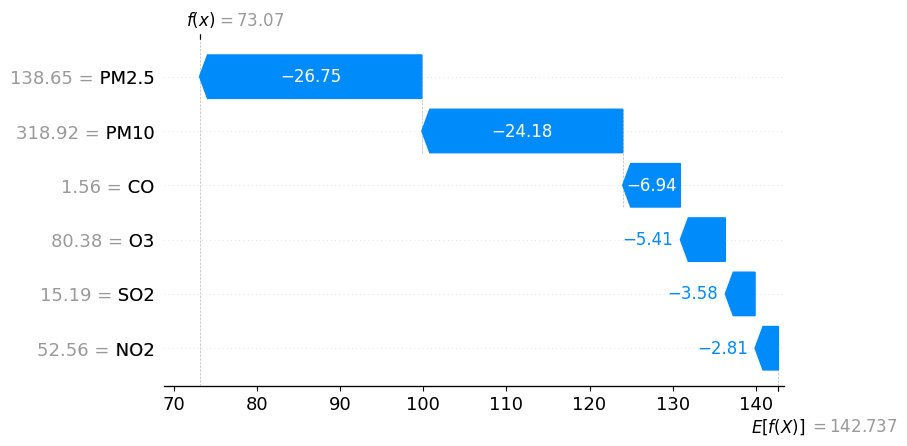 f(x) = 73.07
138.65 = PM2.5
−26.75
318.92 = PM10
−24.18
1.56 = CO
−6.94
80.38 = O3
−5.41
15.19 = SO2
−3.58
52.56 = NO2
−2.81
70 80 90 100 110 120 130 140
E[f(X)] = 142.737